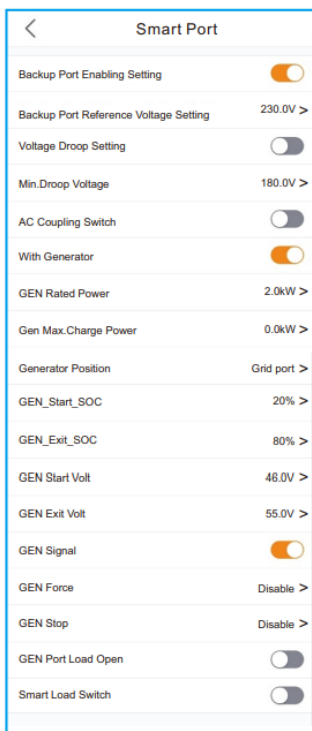 Smart Port
Backup Port Enabling Setting
Backup Port Reference Voltage Setting 230.0V >
Voltage Droop Setting
Min.Droop Voltage 180.0V >
AC Coupling Switch
With Generator
GEN Rated Power 2.0kW >
Gen Max.Charge Power 0.0kW >
Generator Position Grid port >
GEN_Start_SOC 20% >
GEN_Exit_SOC 80% >
GEN Start Volt 46.0V >
GEN Exit Volt 55.0V >
GEN Signal
GEN Force Disable >
GEN Stop Disable >
GEN Port Load Open
Smart Load Switch